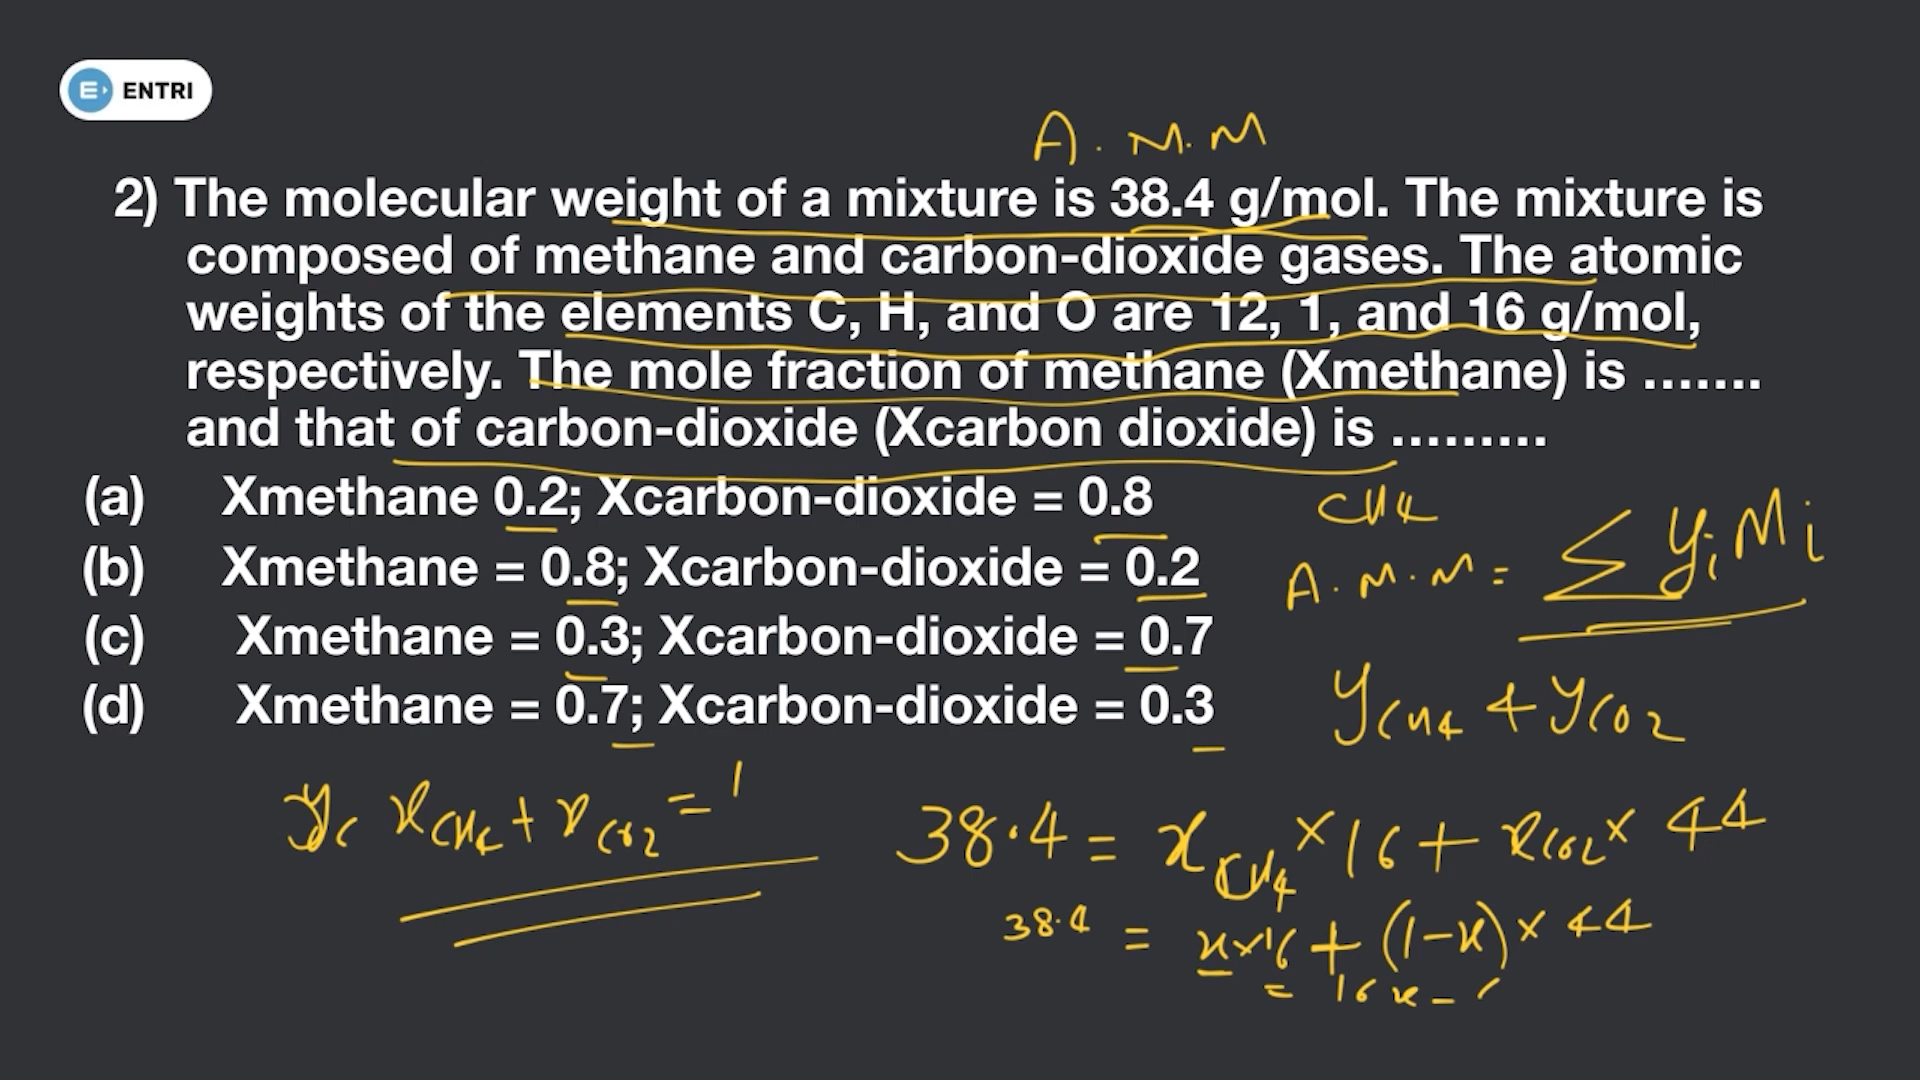 ENTRI
A.M.M
2) The molecular weight of a mixture is 38.4 g/mol. The mixture is
composed of methane and carbon-dioxide gases. The atomic
weights of the elements C, H, and O are 12, 1, and 16 g/mol,
respectively. The mole fraction of methane (Xmethane) is .......
and that of carbon-dioxide (Xcarbon dioxide) is .........
(a) Xmethane 0.2; Xcarbon-dioxide = 0.8
(b) Xmethane = 0.8; Xcarbon-dioxide = 0.2
(c) Xmethane = 0.3; Xcarbon-dioxide = 0.7
(d) Xmethane = 0.7; Xcarbon-dioxide = 0.3
CH4
A.M.M = Σ yi Mi
yCH4 + yCO2
xCH4 + xCO2 = 1
38.4 = xCH4 × 16 + xCO2 × 44
38.4 = x×16 + (1-x) × 44
= 16x -